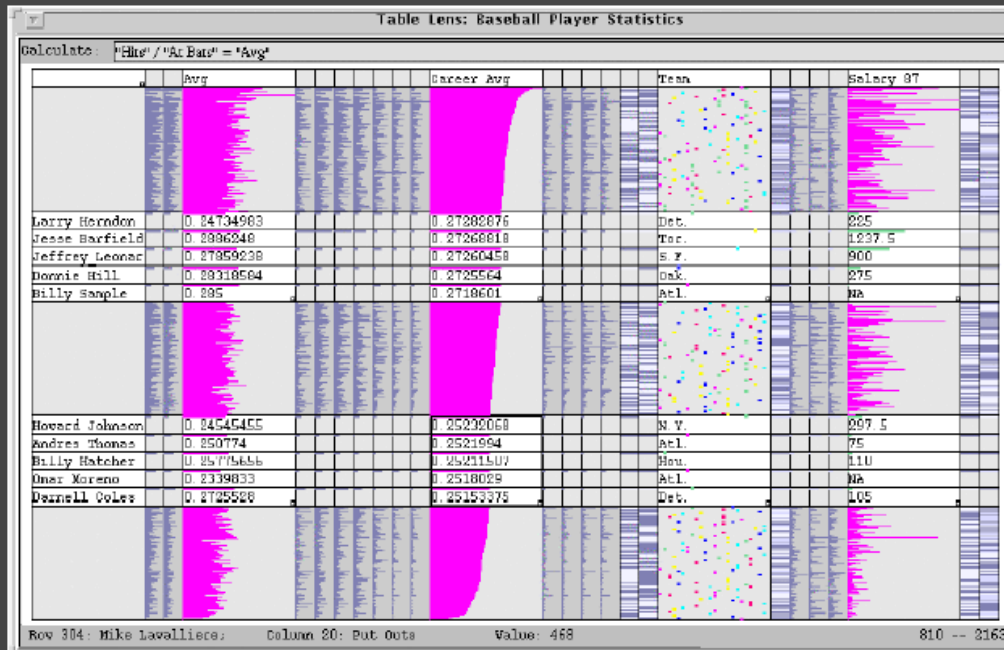 Table Lens: Baseball Player Statistics
Calculate: "Hits" / "At Bats" = "Avg"
Avg Career Avg Team Salary 87
Larry Herndon 0.24734983 0.27282876 Det. 225
Jesse Barfield 0.2886248 0.27268818 Tor. 1237.5
Jeffrey Leonar 0.27859238 0.27260458 S.F. 900
Donnie Hill 0.28318584 0.2725564 Oak. 275
Billy Sample 0.285 0.2718601 Atl. NA
Howard Johnson 0.24545455 0.25232068 N.Y. 297.5
Andres Thomas 0.250774 0.2521994 Atl. 75
Billy Hatcher 0.25775656 0.25211507 Hou. 110
Omar Moreno 0.2339833 0.2518029 Atl. NA
Darnell Coles 0.2725528 0.25153375 Det. 105
Row 304: Mike Lavalliere; Column 20: Put Outs Value: 468 810 -- 2163